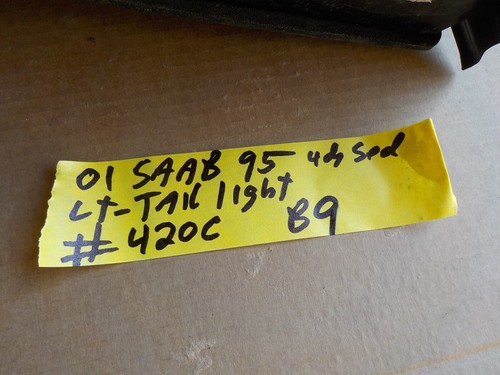 01 SAAB 95 4dr Sed
LT-TAIl light
# 420C B9